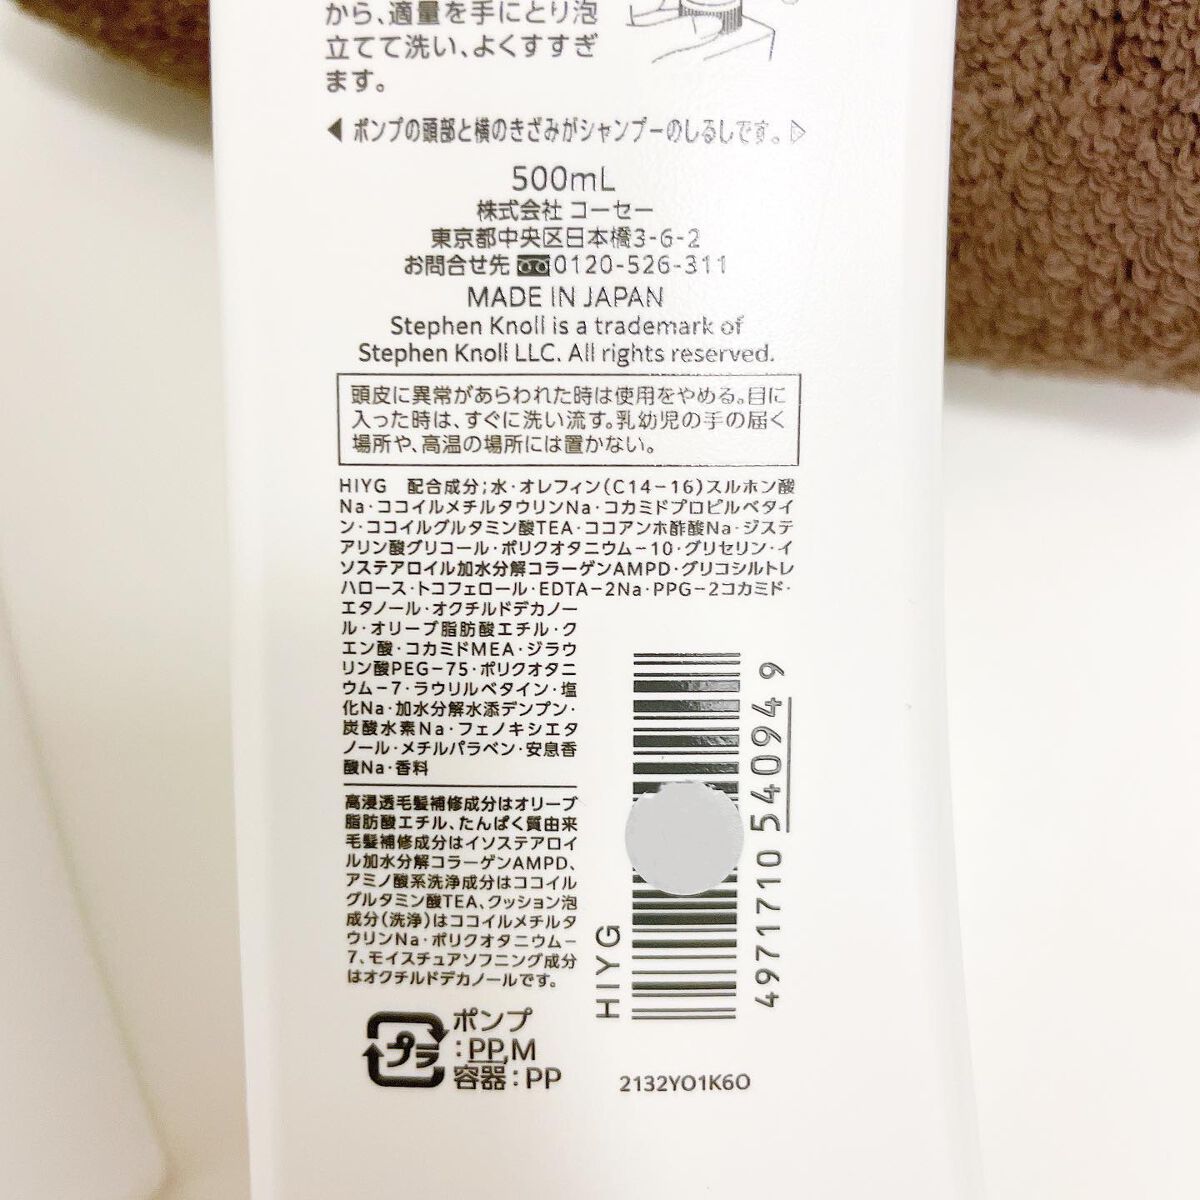 から、適量を手にとり泡
立てて洗い、よくすすぎ
ます。
◀ ポンプの頭部と横のきざみがシャンプーのしるしです。▷
500mL
株式会社 コーセー
東京都中央区日本橋3-6-2
お問合せ先 0120-526-311
MADE IN JAPAN
Stephen Knoll is a trademark of
Stephen Knoll LLC. All rights reserved.
頭皮に異常があらわれた時は使用をやめる。目に
入った時は、すぐに洗い流す。乳幼児の手の届く
場所や、高温の場所には置かない。
HIYG 配合成分;水・オレフィン(C14-16)スルホン酸
Na・ココイルメチルタウリンNa・コカミドプロピルベタイ
ン・ココイルグルタミン酸TEA・ココアンホ酢酸Na・ジステ
アリン酸グリコール・ポリクオタニウム-10・グリセリン・イ
ソステアロイル加水分解コラーゲンAMPD・グリコシルトレ
ハロース・トコフェロール・EDTA-2Na・PPG-2コカミド・
エタノール・オクチルドデカノー
ル・オリーブ脂肪酸エチル・ク
エン酸・コカミドMEA・ジラウ
リン酸PEG-75・ポリクオタニ
ウム-7・ラウリルベタイン・塩
化Na・加水分解水添デンプン・
炭酸水素Na・フェノキシエタ
ノール・メチルパラベン・安息香
酸Na・香料
高浸透毛髪補修成分はオリーブ
脂肪酸エチル、たんぱく質由来
毛髪補修成分はイソステアロイ
ル加水分解コラーゲンAMPD、
アミノ酸系洗浄成分はココイル
グルタミン酸TEA、クッション泡
成分(洗浄)はココイルメチルタ
ウリンNa・ポリクオタニウム-
7、モイスチュアソフニング成分
はオクチルドデカノールです。
HIYG
4971710540949
プラ
ポンプ
:PP,M
容器:PP
2132YO1K6O